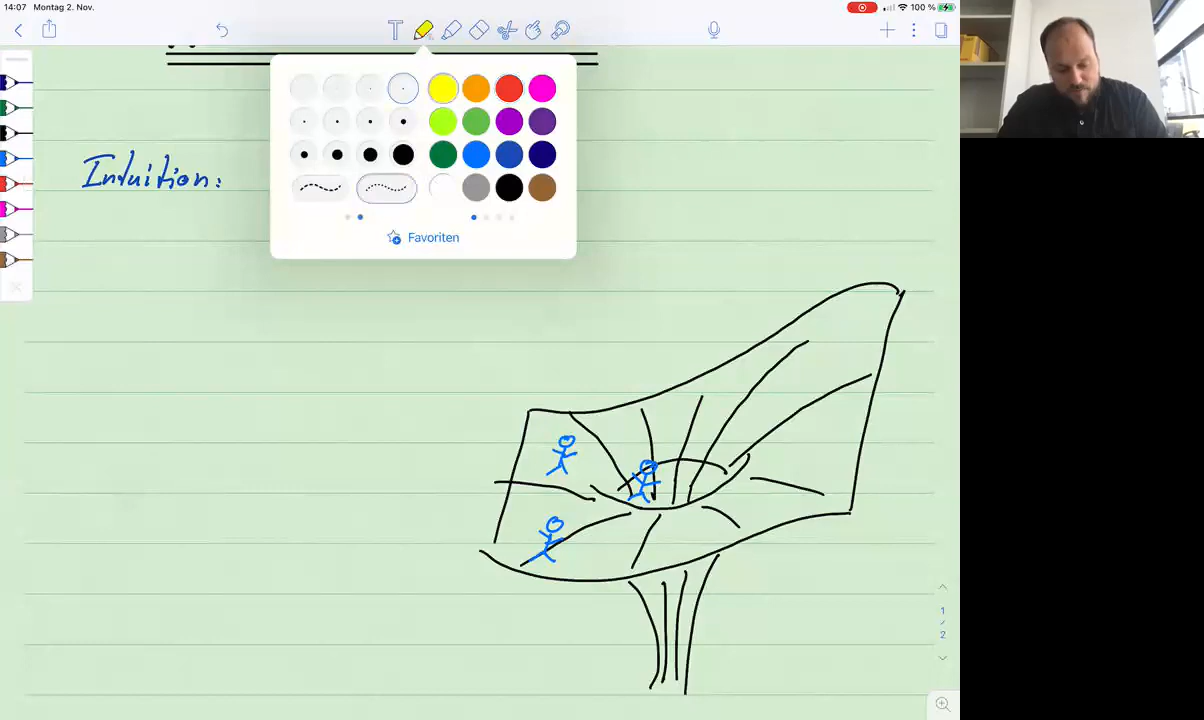 14:07 Montag 2. Nov.
100 %
T
Intuition:
Favoriten
1
2